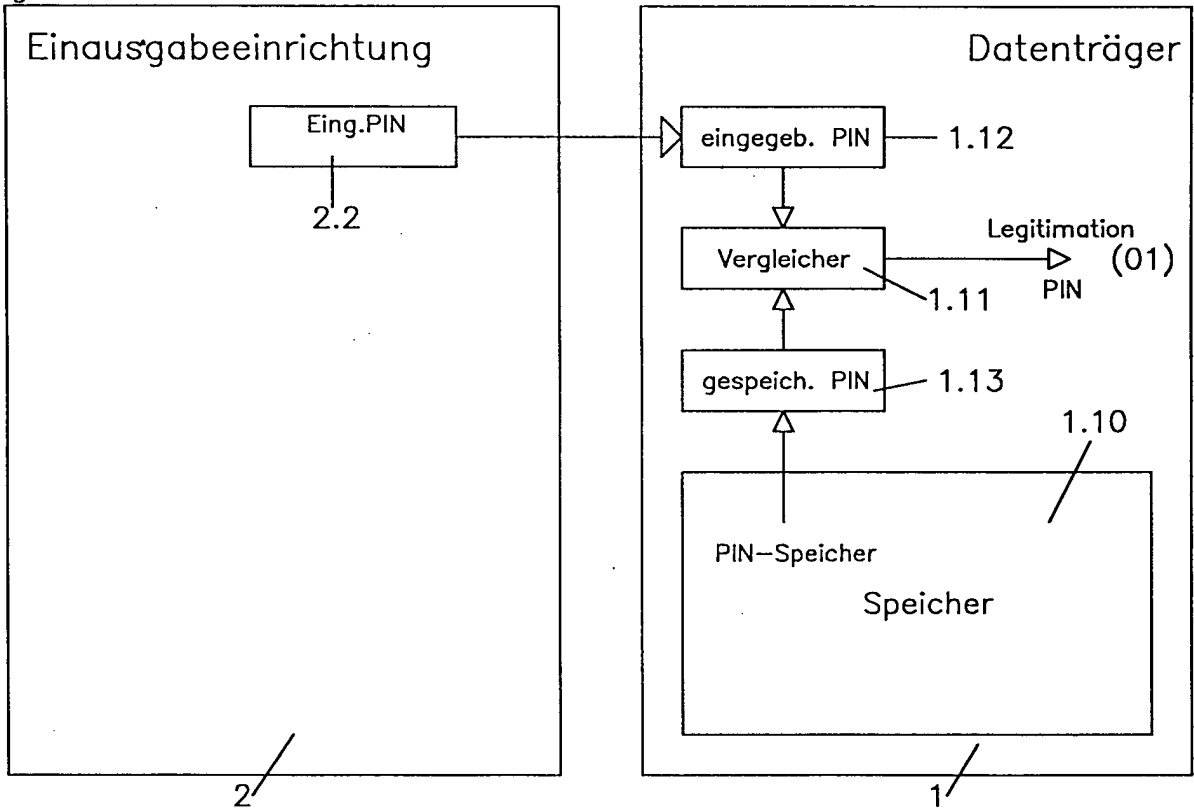 Einausgabeeinrichtung
Datenträger
Eing.PIN
2.2
eingegeb. PIN
1.12
Vergleicher
1.11
Legitimation
PIN
(01)
gespeich. PIN
1.13
1.10
PIN-Speicher
Speicher
2
1